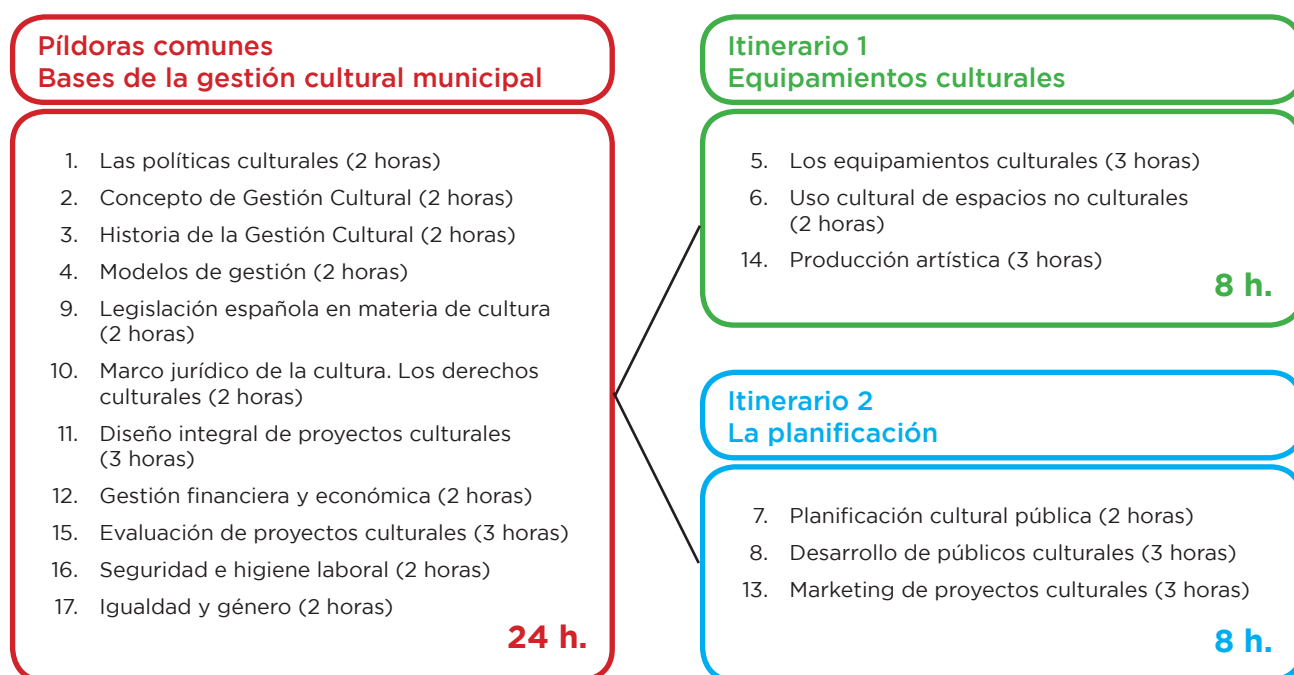 Píldoras comunes
Bases de la gestión cultural municipal
1. Las políticas culturales (2 horas)
2. Concepto de Gestión Cultural (2 horas)
3. Historia de la Gestión Cultural (2 horas)
4. Modelos de gestión (2 horas)
9. Legislación española en materia de cultura
(2 horas)
10. Marco jurídico de la cultura. Los derechos
culturales (2 horas)
11. Diseño integral de proyectos culturales
(3 horas)
12. Gestión financiera y económica (2 horas)
15. Evaluación de proyectos culturales (3 horas)
16. Seguridad e higiene laboral (2 horas)
17. Igualdad y género (2 horas)
24 h.
Itinerario 1
Equipamientos culturales
5. Los equipamientos culturales (3 horas)
6. Uso cultural de espacios no culturales
(2 horas)
14. Producción artística (3 horas)
8 h.
Itinerario 2
La planificación
7. Planificación cultural pública (2 horas)
8. Desarrollo de públicos culturales (3 horas)
13. Marketing de proyectos culturales (3 horas)
8 h.